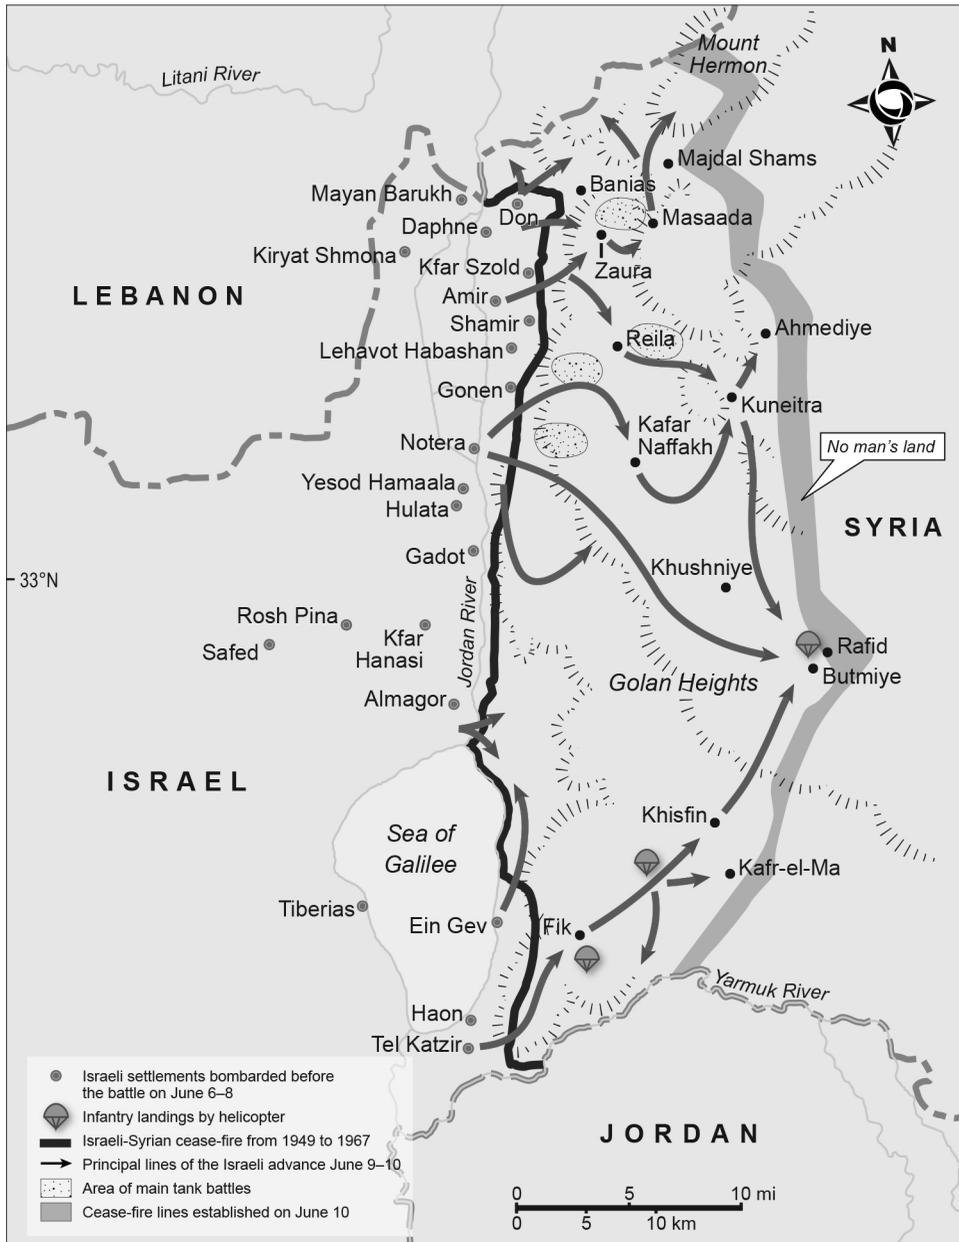 Mount
Hermon
N
Litani River
Majdal Shams
Banias
Mayan Barukh
Don
Masaada
Daphne
Kiryat Shmona
Zaura
Kfar Szold
LEBANON
Amir
Shamir
Ahmediye
Reila
Lehavot Habashan
Gonen
Kuneitra
Kafar
Naffakh
Notera
No man's land
Yesod Hamaala
Hulata
SYRIA
Gadot
33°N
Khushniye
Jordan River
Rosh Pina
Kfar
Hanasi
Safed
Rafid
Butmiye
Golan Heights
Almagor
ISRAEL
Khisfin
Sea of
Galilee
Kafr-el-Ma
Tiberias
Ein Gev
Fik
Yarmuk River
Haon
Tel Katzir
Israeli settlements bombarded before
the battle on June 6–8
Infantry landings by helicopter
Israeli-Syrian cease-fire from 1949 to 1967
Principal lines of the Israeli advance June 9–10
Area of main tank battles
Cease-fire lines established on June 10
JORDAN
0 5 10 mi
0 5 10 km